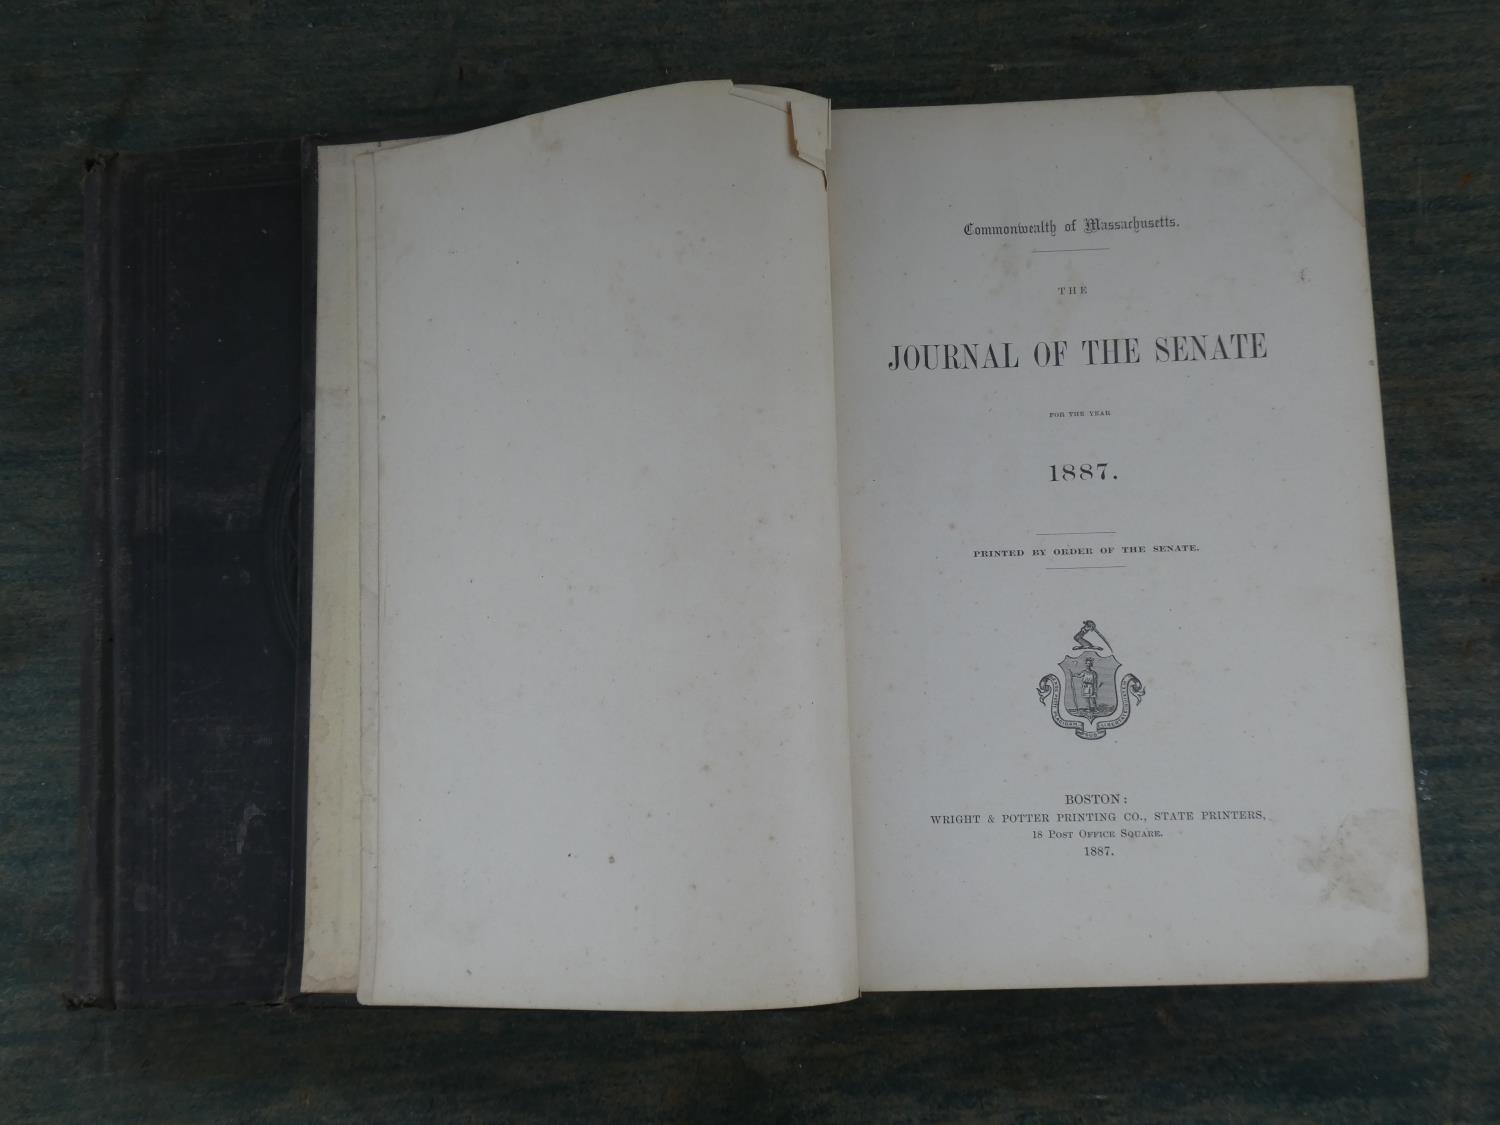 Commonwealth of Massachusetts.
THE
JOURNAL OF THE SENATE
FOR THE YEAR
1887.
PRINTED BY ORDER OF THE SENATE.
BOSTON:
WRIGHT & POTTER PRINTING CO., STATE PRINTERS,
18 POST OFFICE SQUARE.
1887.